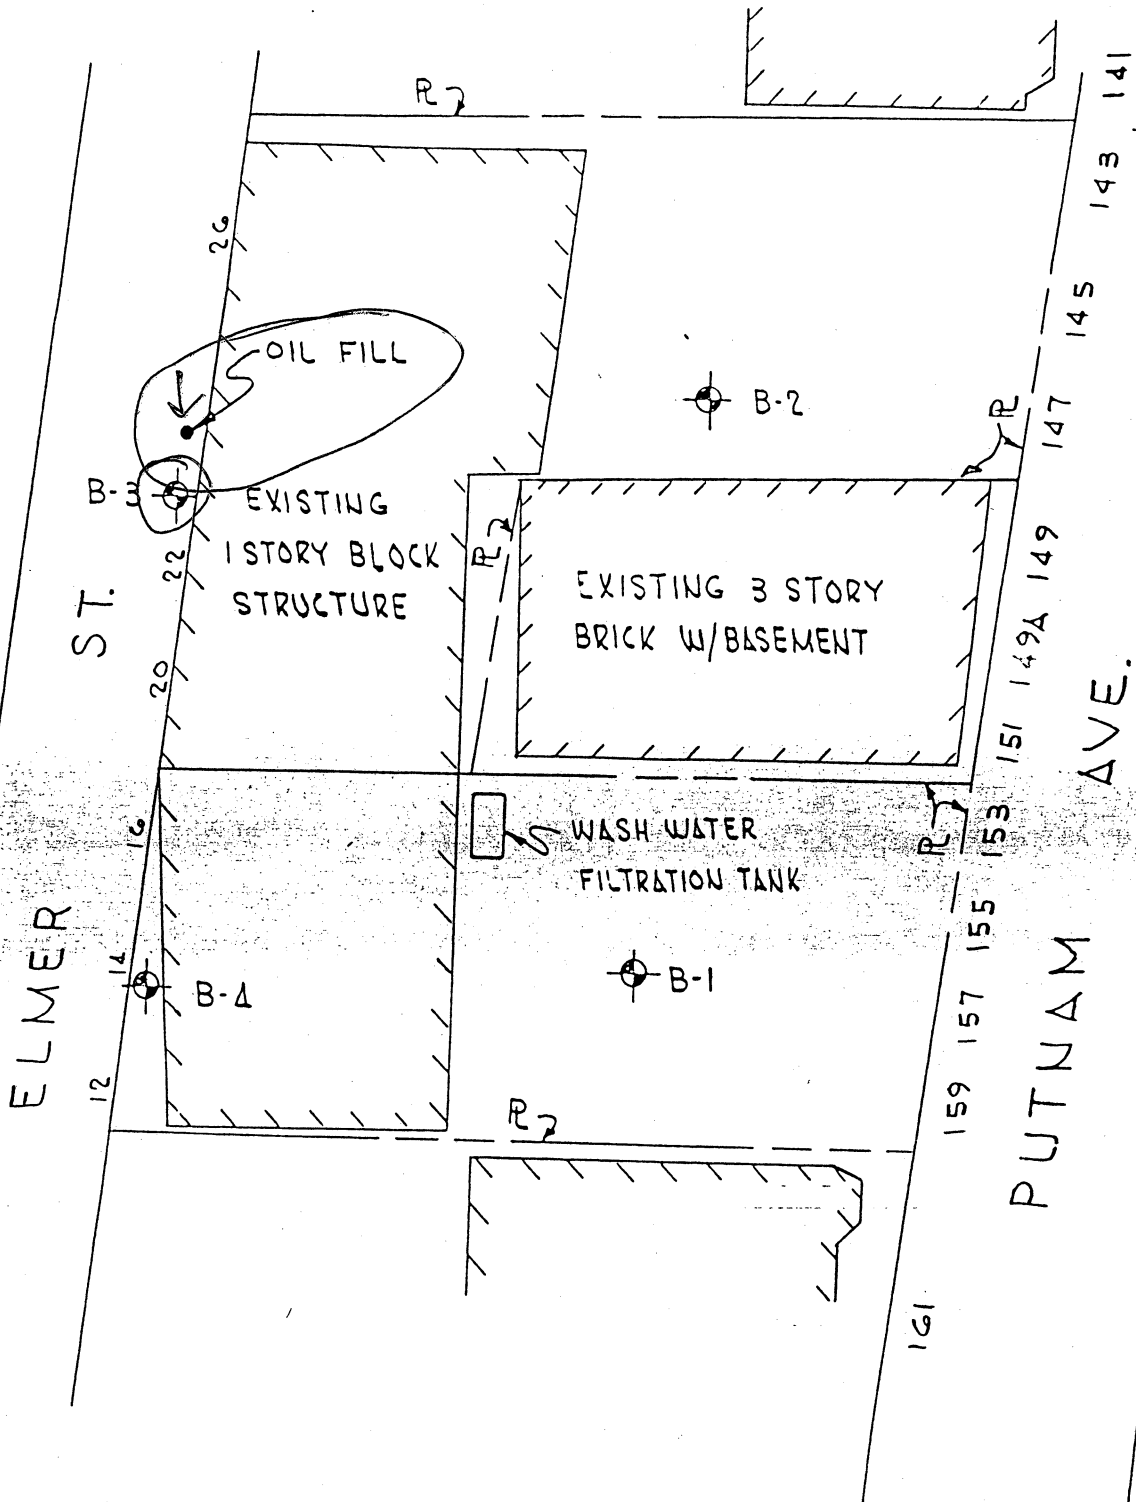 141
℞
143
26
145
OIL FILL
147
B-2
℞
B-3
EXISTING
1 STORY BLOCK
STRUCTURE
22
℞
149
EXISTING 3 STORY
BRICK W/BASEMENT
149A
20
151
16
WASH WATER
FILTRATION TANK
℞
153
155
14
B-4
B-1
157
12
159
℞
161
ELMER ST.
PUTNAM AVE.